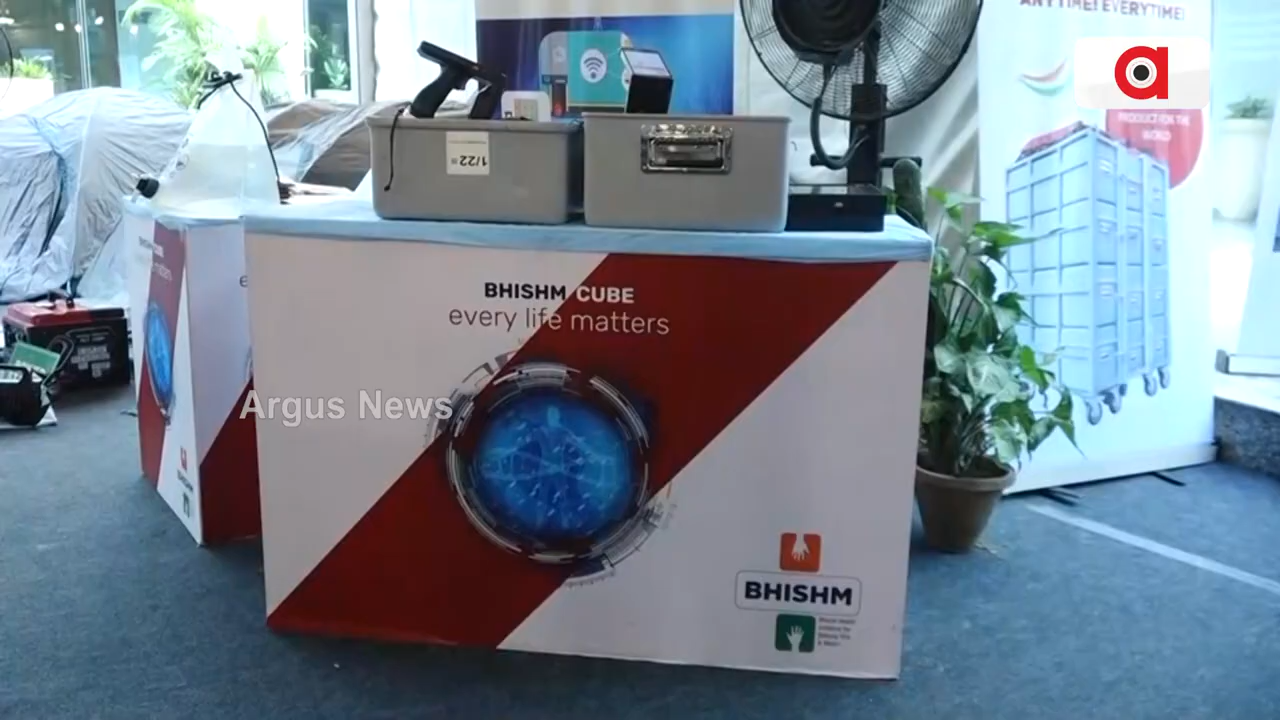 ANYTIME! EVERYTIME!
a
PRODUCT FOR THE
WORLD
1/22
BHISHM CUBE
every life matters
Argus News
BHISHM